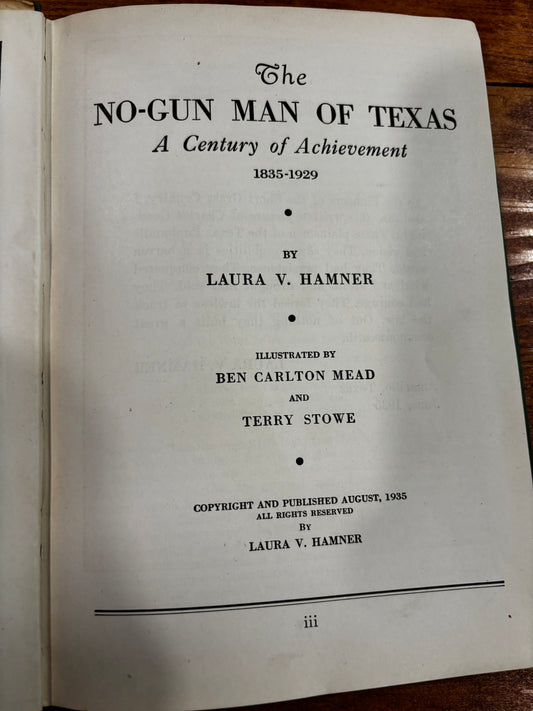 The
NO-GUN MAN OF TEXAS
A Century of Achievement
1835-1929
•
BY
LAURA V. HAMNER
•
ILLUSTRATED BY
BEN CARLTON MEAD
AND
TERRY STOWE
•
COPYRIGHT AND PUBLISHED AUGUST, 1935
ALL RIGHTS RESERVED
BY
LAURA V. HAMNER
iii